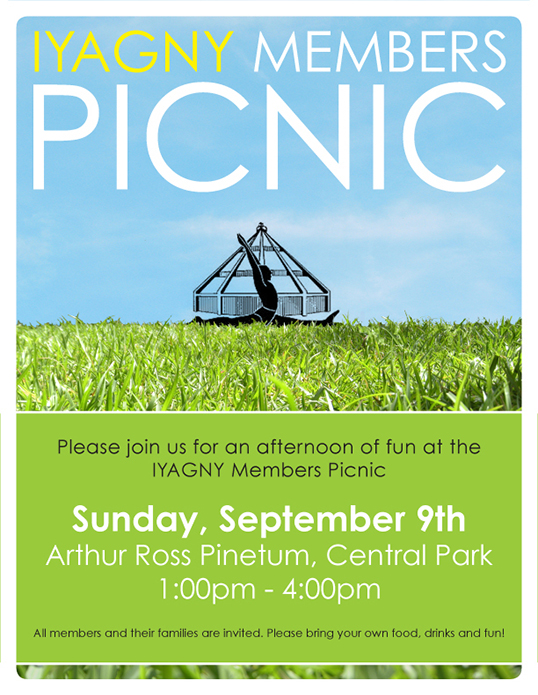 IYAGNY MEMBERS
PICNIC
Please join us for an afternoon of fun at the
IYAGNY Members Picnic
Sunday, September 9th
Arthur Ross Pinetum, Central Park
1:00pm - 4:00pm
All members and their families are invited. Please bring your own food, drinks and fun!